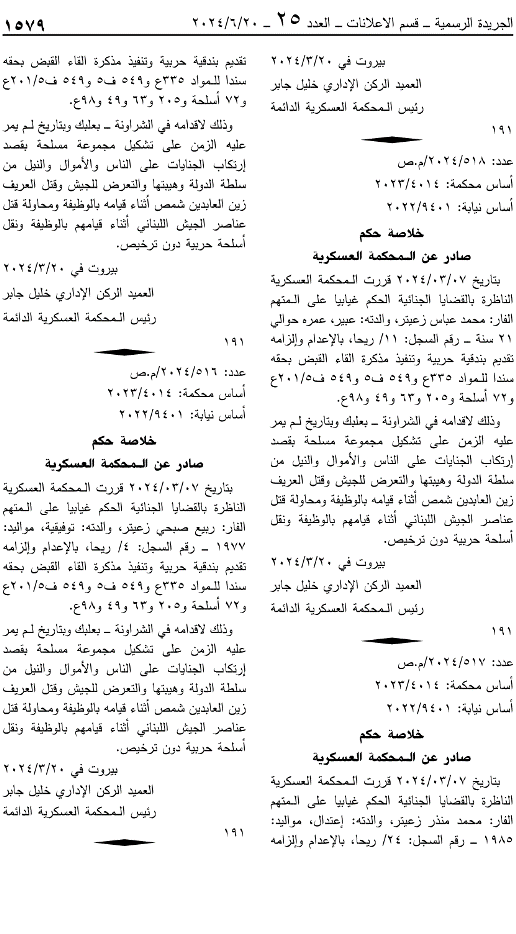 الجريدة الرسمية ــ قسم الاعلانات ــ العدد ٢٥ ــ ٢٠٢٤/٦/٢٠
١٥٧٩
بيروت في ٢٠٢٤/٣/٢٠
العميد الركن الإداري خليل جابر
رئيس المحكمة العسكرية الدائمة
١٩١
عدد: ٢٠٢٤/٥١٨/م.ص
أساس محكمة: ٢٠٢٣/٤٠١٤
أساس نيابة: ٢٠٢٢/٩٤٠١
خلاصة حكم
صادر عن المحكمة العسكرية
بتاريخ ٢٠٢٤/٠٣/٠٧ قررت المحكمة العسكرية
الناظرة بالقضايا الجنائية الحكم غيابيا على المتهم
الفار: محمد عباس زعيتر، والدته: عبير، عمره حوالي
٢١ سنة ــ رقم السجل: ١١/ ريحا، بالإعدام وإلزامه
تقديم بندقية حربية وتنفيذ مذكرة القاء القبض بحقه
سندا للمواد ٣٣٥ع و٥٤٩ ف٥ و٥٤٩ ف٢٠١/٥ع
و٧٢ أسلحة و٢٠٥ و٦٣ و٤٩ و٩٨ع.
وذلك لاقدامه في الشراونة ــ بعلبك وبتاريخ لم يمر
عليه الزمن على تشكيل مجموعة مسلحة بقصد
إرتكاب الجنايات على الناس والأموال والنيل من
سلطة الدولة وهيبتها والتعرض للجيش وقتل العريف
زين العابدين شمص أثناء قيامه بالوظيفة ومحاولة قتل
عناصر الجيش اللبناني أثناء قيامهم بالوظيفة ونقل
أسلحة حربية دون ترخيص.
بيروت في ٢٠٢٤/٣/٢٠
العميد الركن الإداري خليل جابر
رئيس المحكمة العسكرية الدائمة
١٩١
عدد: ٢٠٢٤/٥١٧/م.ص
أساس محكمة: ٢٠٢٣/٤٠١٤
أساس نيابة: ٢٠٢٢/٩٤٠١
خلاصة حكم
صادر عن المحكمة العسكرية
بتاريخ ٢٠٢٤/٠٣/٠٧ قررت المحكمة العسكرية
الناظرة بالقضايا الجنائية الحكم غيابيا على المتهم
الفار: محمد منذر زعيتر، والدته: إعتدال، مواليد:
١٩٨٥ ــ رقم السجل: ٢٤/ ريحا، بالإعدام وإلزامه
تقديم بندقية حربية وتنفيذ مذكرة القاء القبض بحقه
سندا للمواد ٣٣٥ع و٥٤٩ ف٥ و٥٤٩ ف٢٠١/٥ع
و٧٢ أسلحة و٢٠٥ و٦٣ و٤٩ و٩٨ع.
وذلك لاقدامه في الشراونة ــ بعلبك وبتاريخ لم يمر
عليه الزمن على تشكيل مجموعة مسلحة بقصد
إرتكاب الجنايات على الناس والأموال والنيل من
سلطة الدولة وهيبتها والتعرض للجيش وقتل العريف
زين العابدين شمص أثناء قيامه بالوظيفة ومحاولة قتل
عناصر الجيش اللبناني أثناء قيامهم بالوظيفة ونقل
أسلحة حربية دون ترخيص.
بيروت في ٢٠٢٤/٣/٢٠
العميد الركن الإداري خليل جابر
رئيس المحكمة العسكرية الدائمة
١٩١
عدد: ٢٠٢٤/٥١٦/م.ص
أساس محكمة: ٢٠٢٣/٤٠١٤
أساس نيابة: ٢٠٢٢/٩٤٠١
خلاصة حكم
صادر عن المحكمة العسكرية
بتاريخ ٢٠٢٤/٠٣/٠٧ قررت المحكمة العسكرية
الناظرة بالقضايا الجنائية الحكم غيابيا على المتهم
الفار: ربيع صبحي زعيتر، والدته: توفيقية، مواليد:
١٩٧٧ ــ رقم السجل: ٤/ ريحا، بالإعدام وإلزامه
تقديم بندقية حربية وتنفيذ مذكرة القاء القبض بحقه
سندا للمواد ٣٣٥ع و٥٤٩ ف٥ و٥٤٩ ف٢٠١/٥ع
و٧٢ أسلحة و٢٠٥ و٦٣ و٤٩ و٩٨ع.
وذلك لاقدامه في الشراونة ــ بعلبك وبتاريخ لم يمر
عليه الزمن على تشكيل مجموعة مسلحة بقصد
إرتكاب الجنايات على الناس والأموال والنيل من
سلطة الدولة وهيبتها والتعرض للجيش وقتل العريف
زين العابدين شمص أثناء قيامه بالوظيفة ومحاولة قتل
عناصر الجيش اللبناني أثناء قيامهم بالوظيفة ونقل
أسلحة حربية دون ترخيص.
بيروت في ٢٠٢٤/٣/٢٠
العميد الركن الإداري خليل جابر
رئيس المحكمة العسكرية الدائمة
١٩١